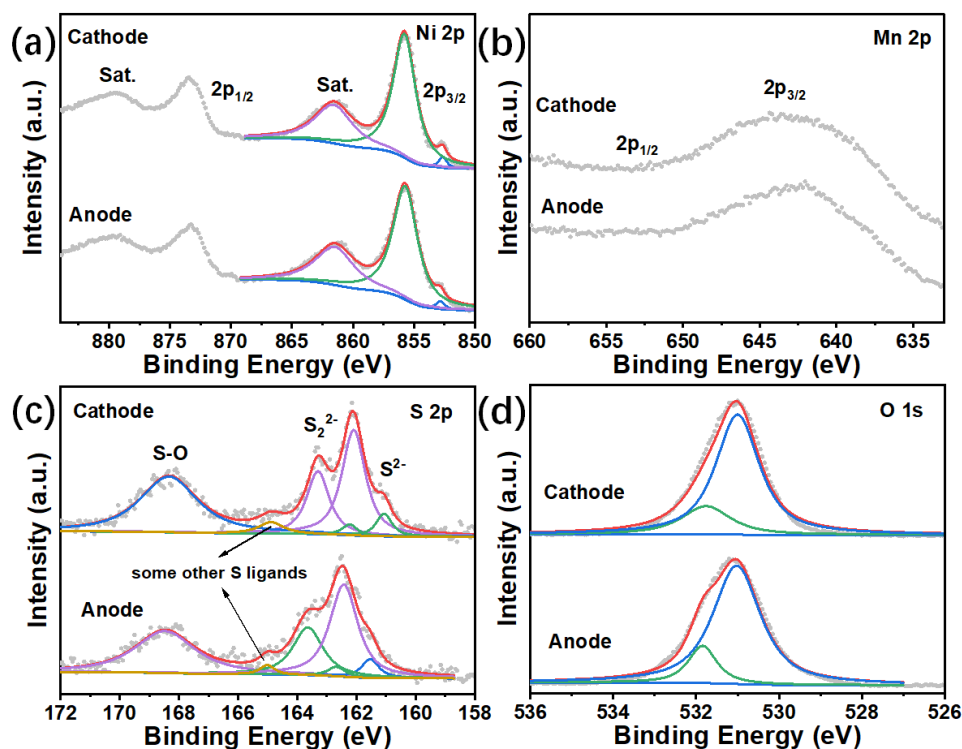 (a)
Cathode
Ni 2p
Sat.
2p1/2
Sat.
2p3/2
Anode
Intensity (a.u.)
880 875 870 865 860 855 850
Binding Energy (eV)
(b)
Mn 2p
2p3/2
Cathode
2p1/2
Anode
Intensity (a.u.)
660 655 650 645 640 635
Binding Energy (eV)
(c)
Cathode
S 2p
S2 2-
S-O
S2-
some other S ligands
Anode
Intensity (a.u.)
172 170 168 166 164 162 160 158
Binding Energy (eV)
(d)
O 1s
Cathode
Anode
Intensity (a.u.)
536 534 532 530 528 526
Binding Energy (eV)